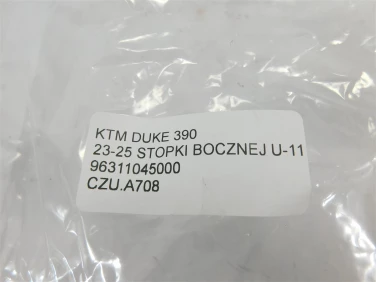 KTM DUKE 390
23-25 STOPKI BOCZNEJ U-11
96311045000
CZU.A708